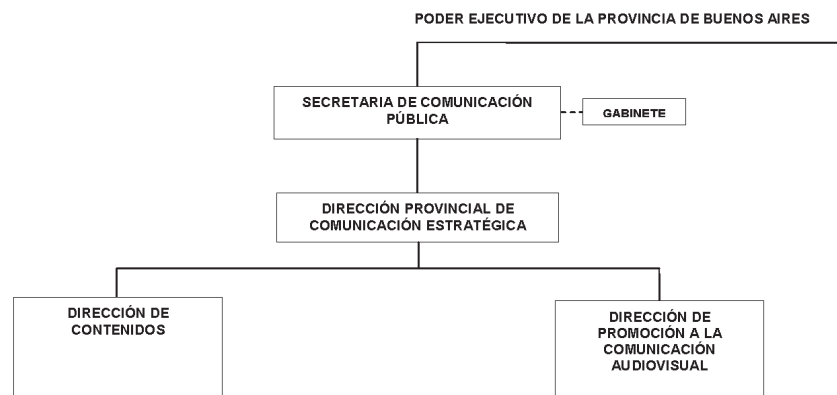 PODER EJECUTIVO DE LA PROVINCIA DE BUENOS AIRES
SECRETARIA DE COMUNICACIÓN
PÚBLICA
GABINETE
DIRECCIÓN PROVINCIAL DE
COMUNICACIÓN ESTRATÉGICA
DIRECCIÓN DE
CONTENIDOS
DIRECCIÓN DE
PROMOCIÓN A LA
COMUNICACIÓN
AUDIOVISUAL